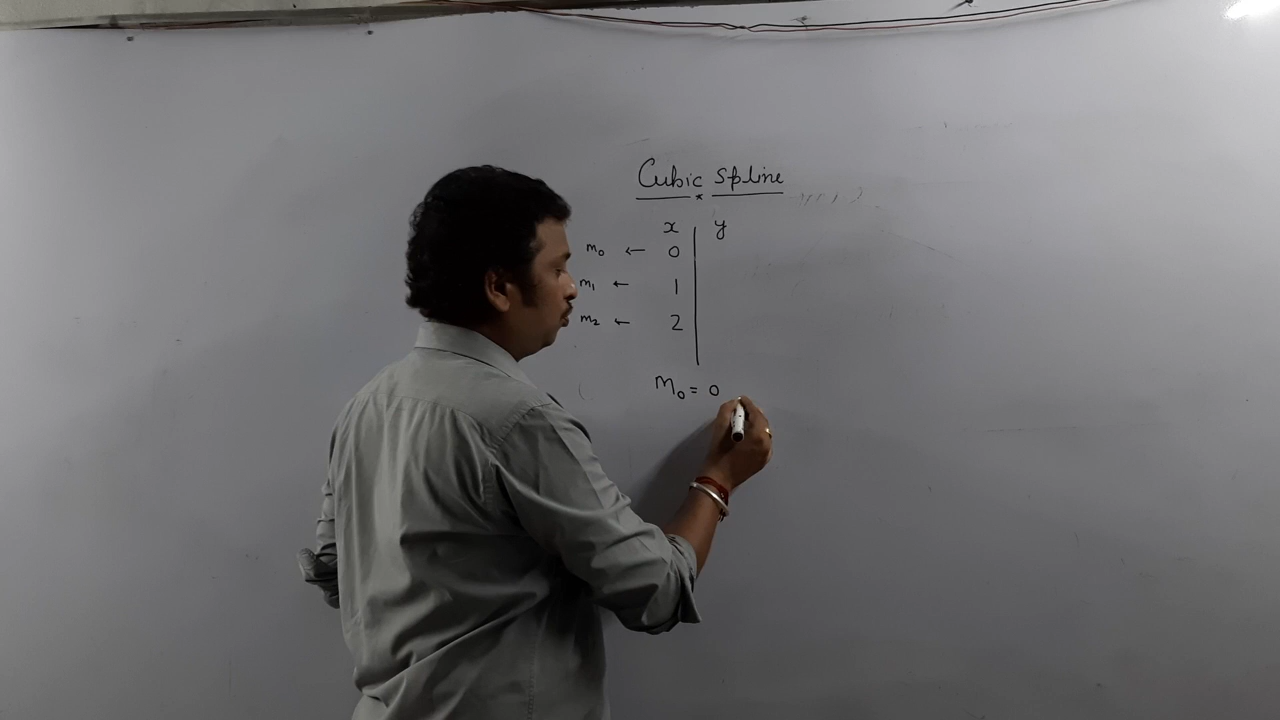 Cubic Spline
x y
m₀ ← 0
m₁ ← 1
m₂ ← 2
M₀ = 0